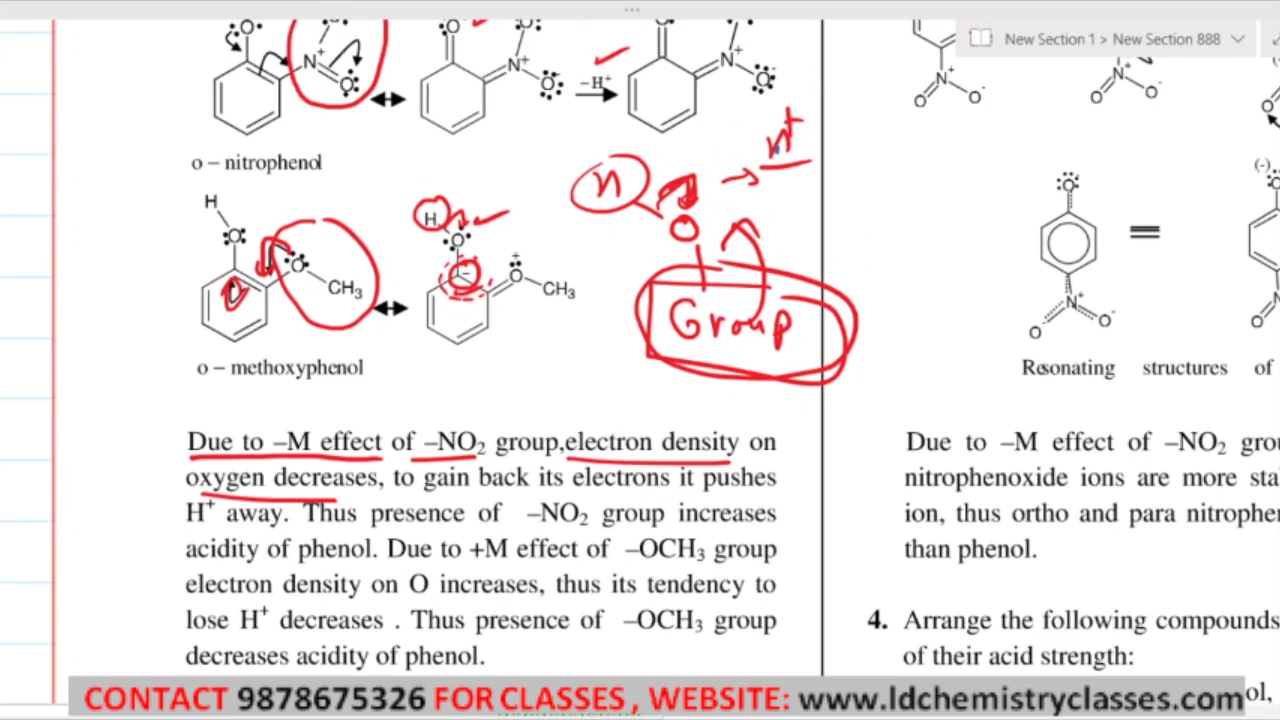 New Section 1 > New Section 888
–H⁺
o – nitrophenol
n
H⁺
O
Group
H
O
O
CH₃
H
O
O
CH₃
o – methoxyphenol
Due to –M effect of –NO₂ group,electron density on
oxygen decreases, to gain back its electrons it pushes
H⁺ away. Thus presence of –NO₂ group increases
acidity of phenol. Due to +M effect of –OCH₃ group
electron density on O increases, thus its tendency to
lose H⁺ decreases . Thus presence of –OCH₃ group
decreases acidity of phenol.
Resonating structures of
Due to –M effect of –NO₂
nitrophenoxide ions are more
ion, thus ortho and para
than phenol.
4. Arrange the following compounds
of their acid strength:
CONTACT 9878675326 FOR CLASSES , WEBSITE: www.ldchemistryclasses.com